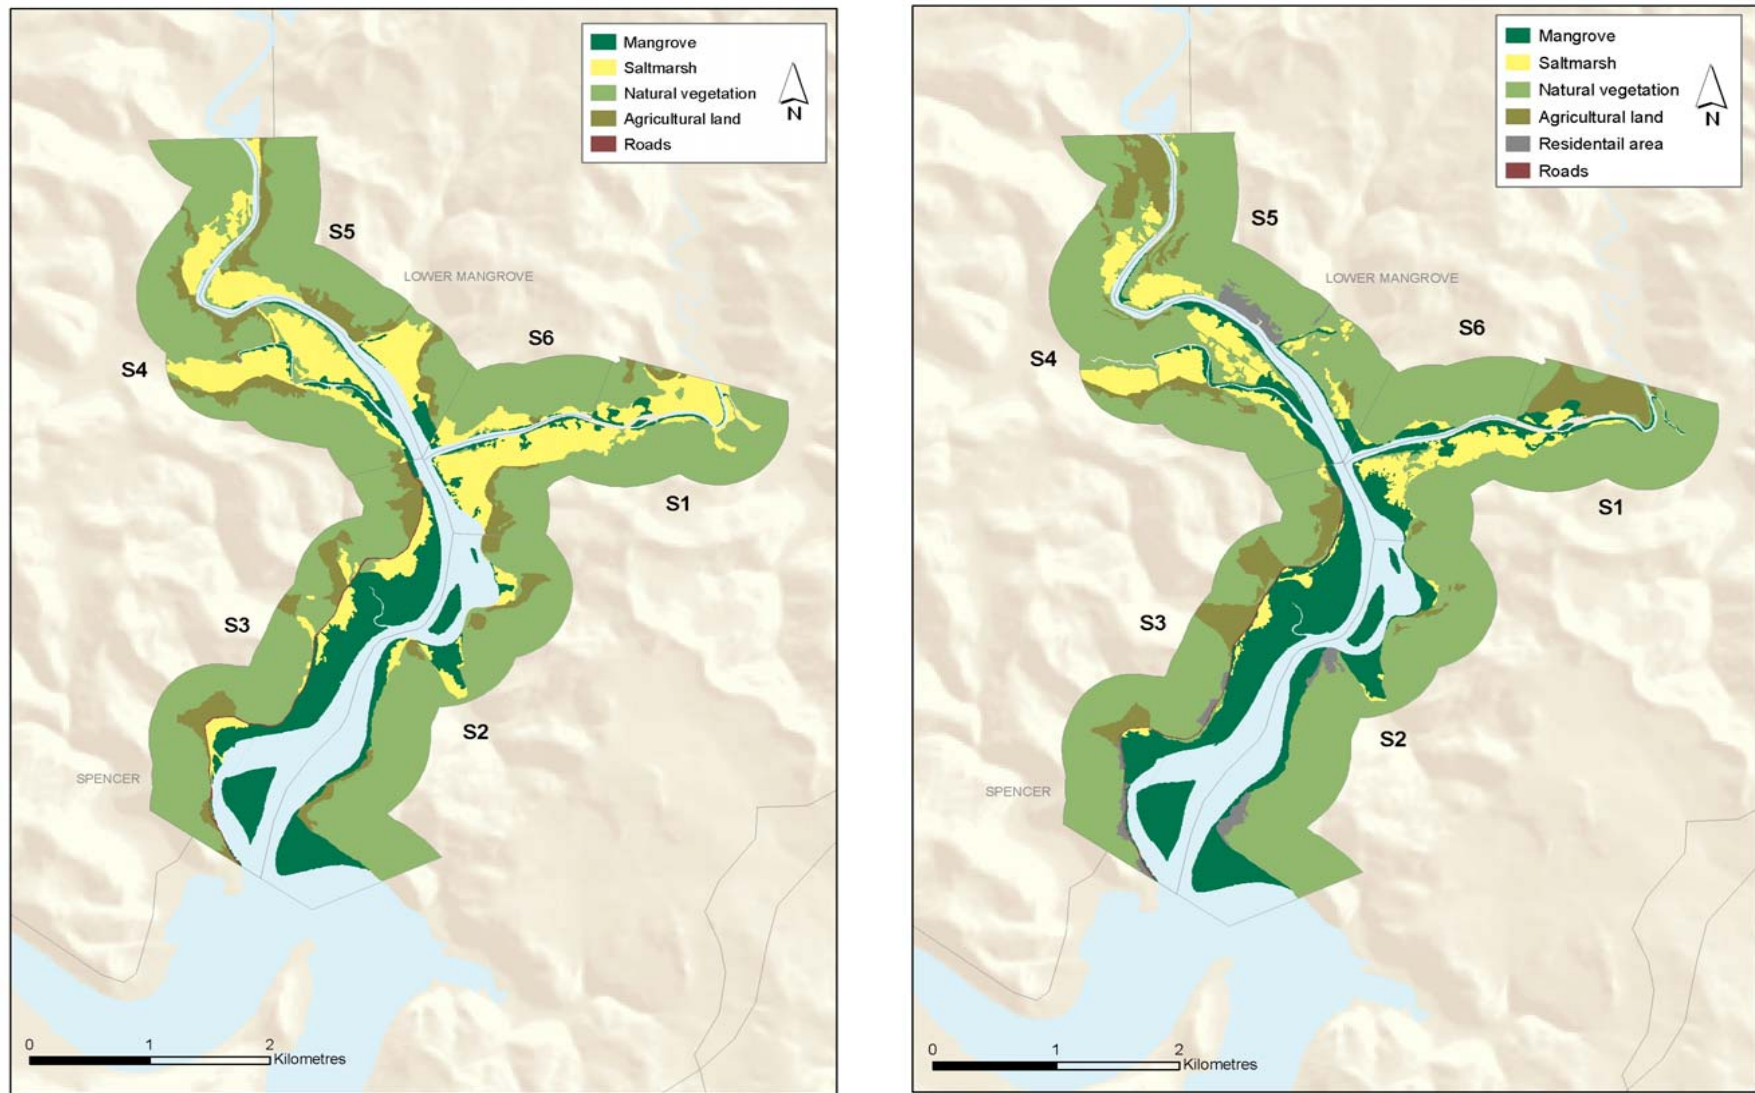 Mangrove
Saltmarsh
Natural vegetation
Agricultural land
Roads
N
S5
LOWER MANGROVE
S6
S4
S1
S3
S2
SPENCER
0 1 2
Kilometres
Mangrove
Saltmarsh
Natural vegetation
Agricultural land
Residentail area
Roads
N
S5
LOWER MANGROVE
S6
S4
S1
S3
S2
SPENCER
0 1 2
Kilometres